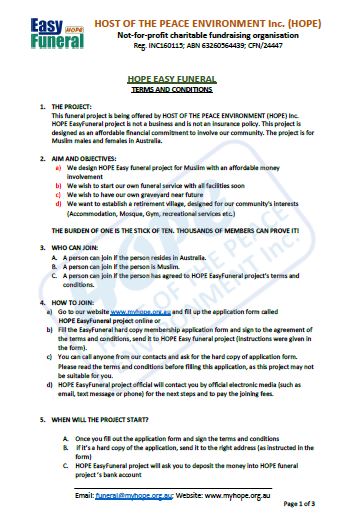 Easy
HOPE
Funeral
HOST OF THE PEACE ENVIRONMENT Inc. (HOPE)
Not-for-profit charitable fundraising organisation
Reg. INC160115; ABN 63260564439; CFN/24447
HOPE EASY FUNERAL
TERMS AND CONDITIONS
1. THE PROJECT:
This funeral project is being offered by HOST OF THE PEACE ENVIRONMENT (HOPE) Inc.
HOPE EasyFuneral project is not a business and is not an insurance policy. This project is
designed as an affordable financial commitment to involve our community. The project is for
Muslim males and females in Australia.
2. AIM AND OBJECTIVES:
a) We design HOPE Easy funeral project for Muslim with an affordable money
involvement
b) We wish to start our own funeral service with all facilities soon
c) We wish to have our own graveyard near future
d) We want to establish a retirement village, designed for our community's interests
(Accommodation, Mosque, Gym, recreational services etc.)
THE BURDEN OF ONE IS THE STICK OF TEN. THOUSANDS OF MEMBERS CAN PROVE IT!
3. WHO CAN JOIN:
A. A person can join if the person resides in Australia.
B. A person can join if the person is Muslim.
C. A person can join if the person has agreed to HOPE EasyFuneral project's terms and
conditions.
4. HOW TO JOIN:
a) Go to our website www.myhope.org.au and fill up the application form called
HOPE EasyFuneral project online or
b) Fill the EasyFuneral hard copy membership application form and sign to the agreement of
the terms and conditions, send it to HOPE EasyFuneral project (Instructions were given in
the form).
c) You can call anyone from our contacts and ask for the hard copy of application form.
Please read the terms and conditions before filling this application, as this project may not
be suitable for you.
d) HOPE EasyFuneral project official will contact you by official electronic media (such as
email, text message or phone) for the next steps and to pay the joining fees.
5. WHEN WILL THE PROJECT START?
A. Once you fill out the application form and sign the terms and conditions
B. If it's a hard copy of the application, send it to the right address (as instructed in the
form)
C. HOPE EasyFuneral project will ask you to deposit the money into HOPE funeral
project 's bank account
Email: funeral@myhope.org.au; Website: www.myhope.org.au
Page 1 of 3